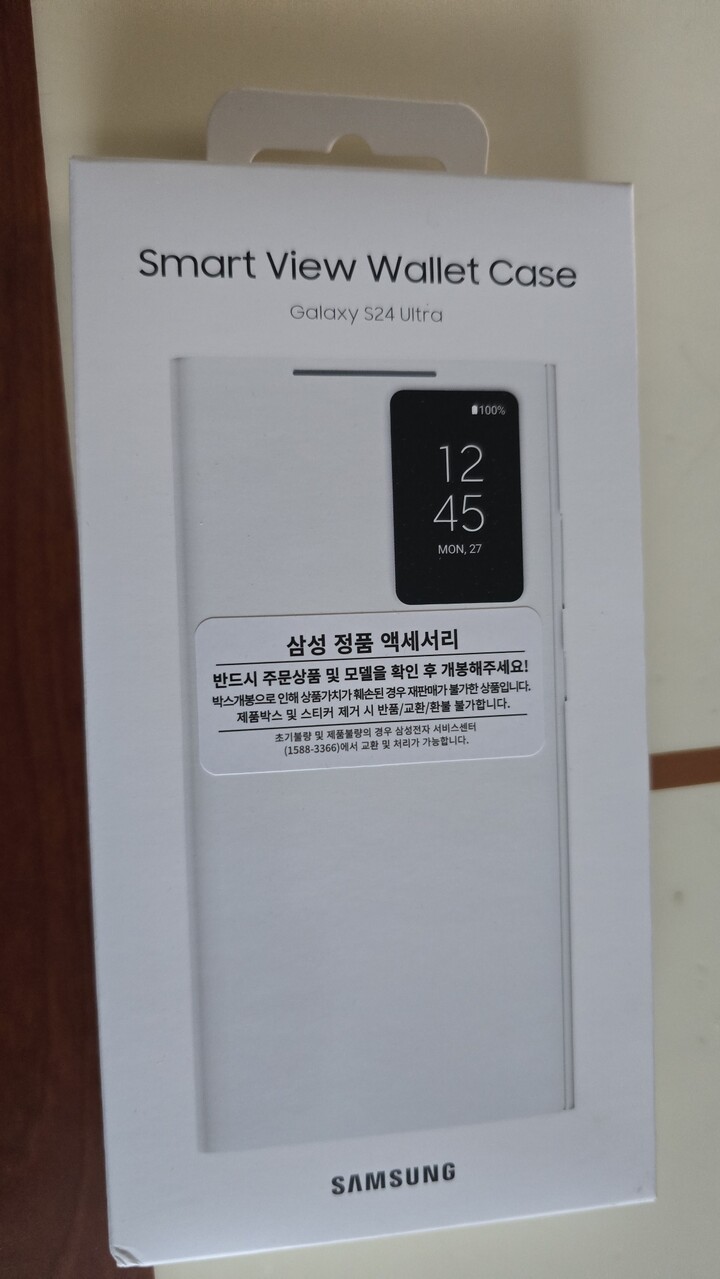 Smart View Wallet Case
Galaxy S24 Ultra
100%
12
45
MON, 27
삼성 정품 액세서리
반드시 주문상품 및 모델을 확인 후 개봉해주세요!
박스개봉으로 인해 상품가치가 훼손된 경우 재판매가 불가한 상품입니다.
제품박스 및 스티커 제거 시 반품/교환/환불 불가합니다.
초기불량 및 제품불량의 경우 삼성전자 서비스센터
(1588-3366)에서 교환 및 처리가 가능합니다.
SAMSUNG